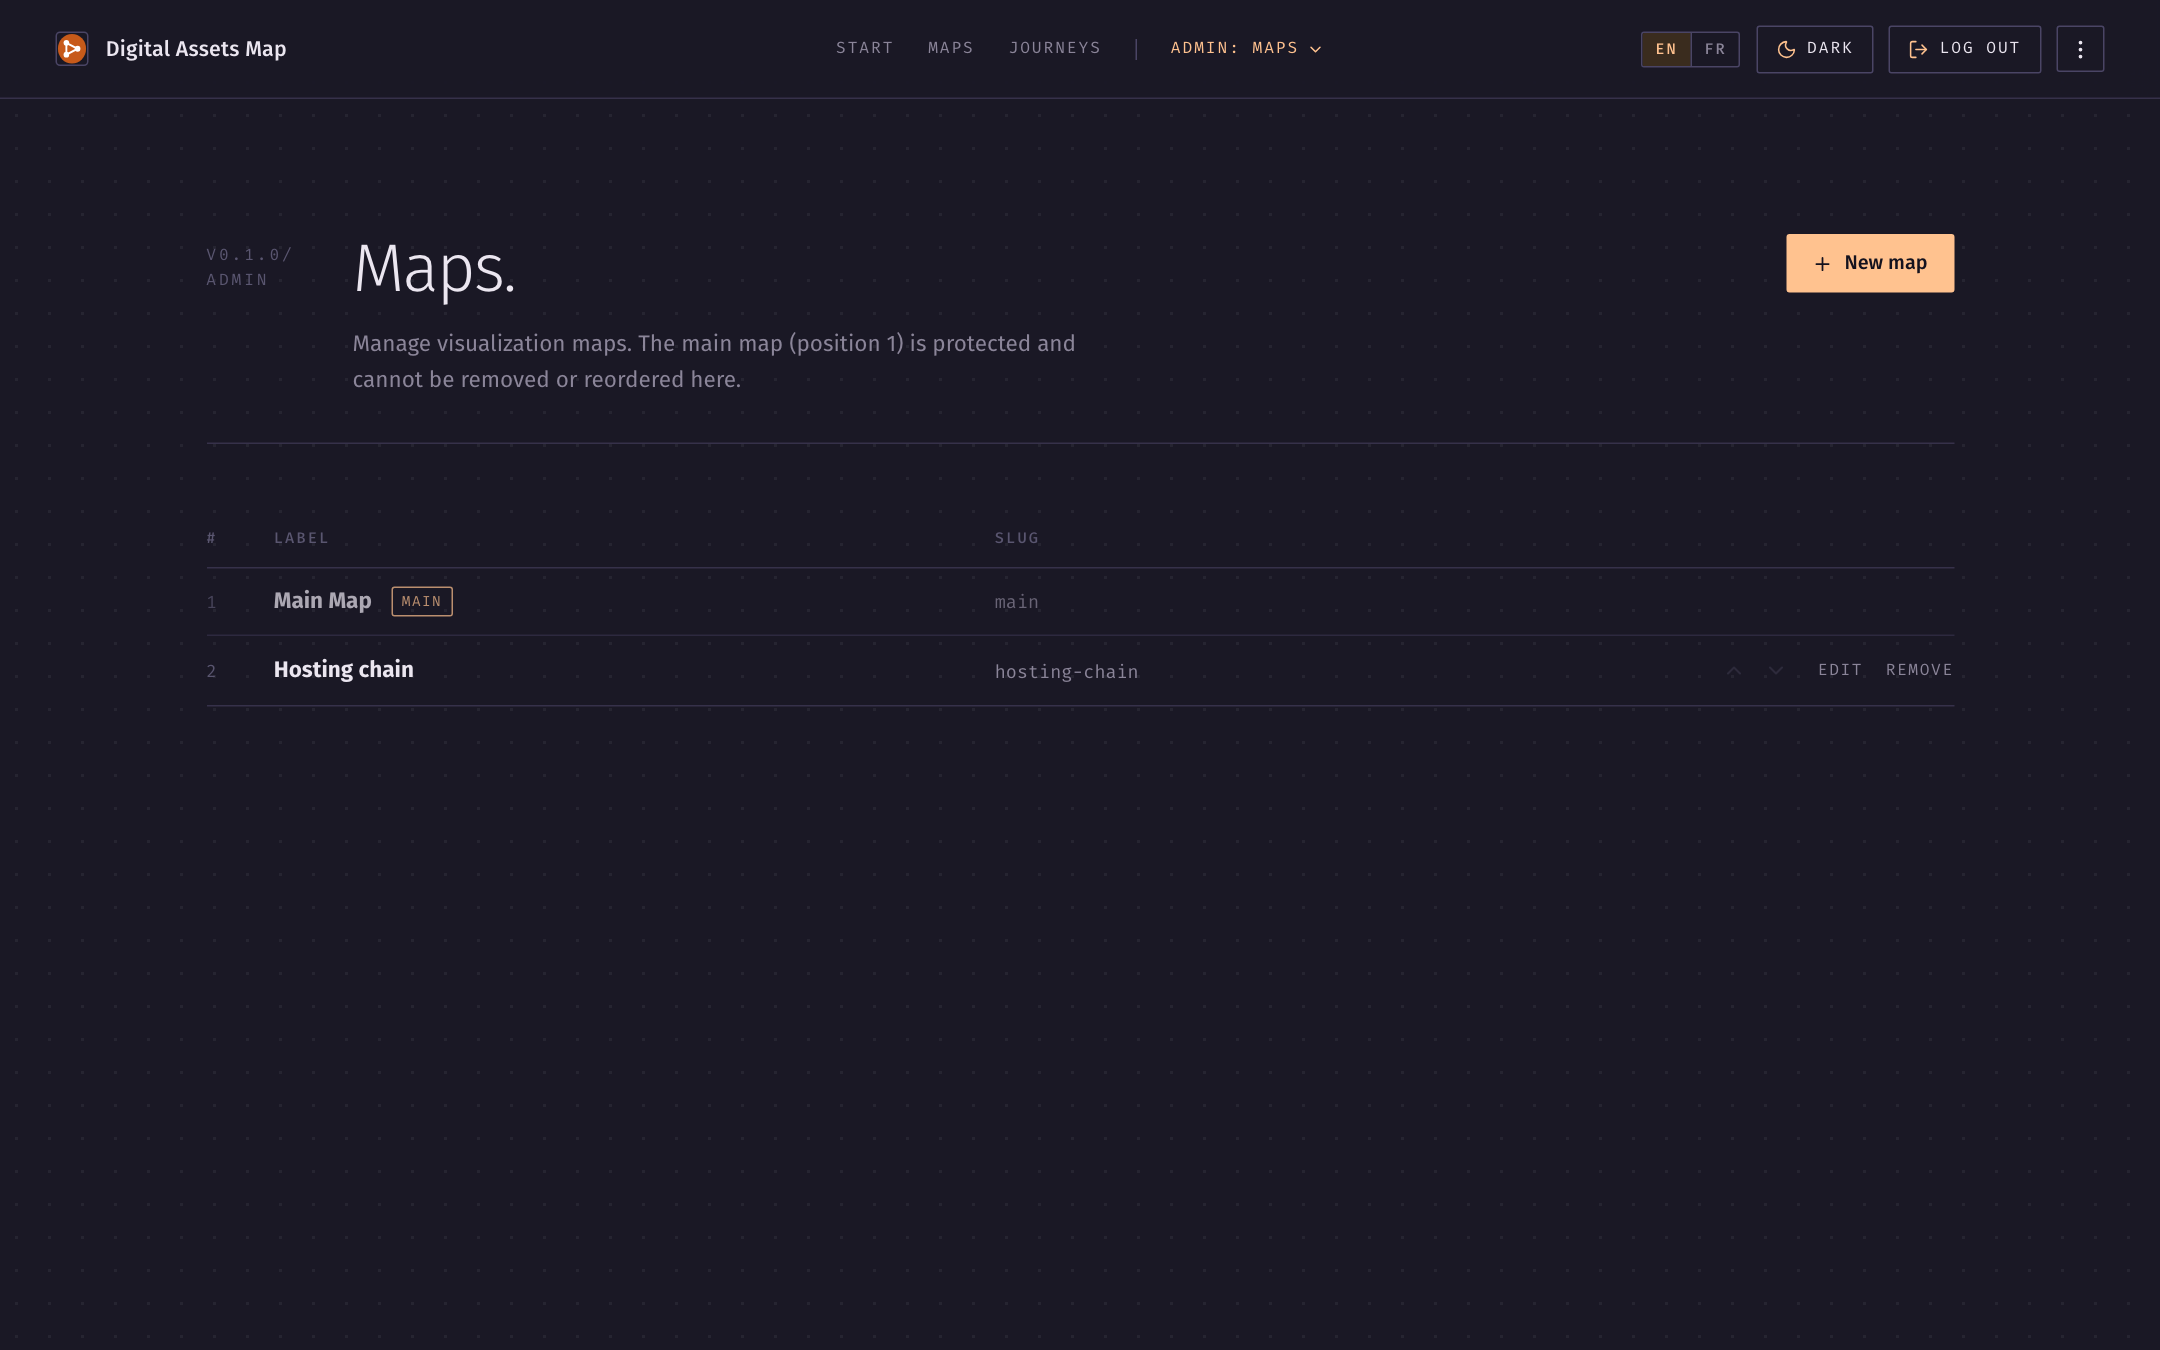 Digital Assets Map
START MAPS JOURNEYS ADMIN: MAPS
EN FR DARK LOG OUT
V0.1.0/
ADMIN
Maps.
New map
Manage visualization maps. The main map (position 1) is protected and
cannot be removed or reordered here.
# LABEL SLUG
1 Main Map MAIN main
2 Hosting chain hosting-chain EDIT REMOVE